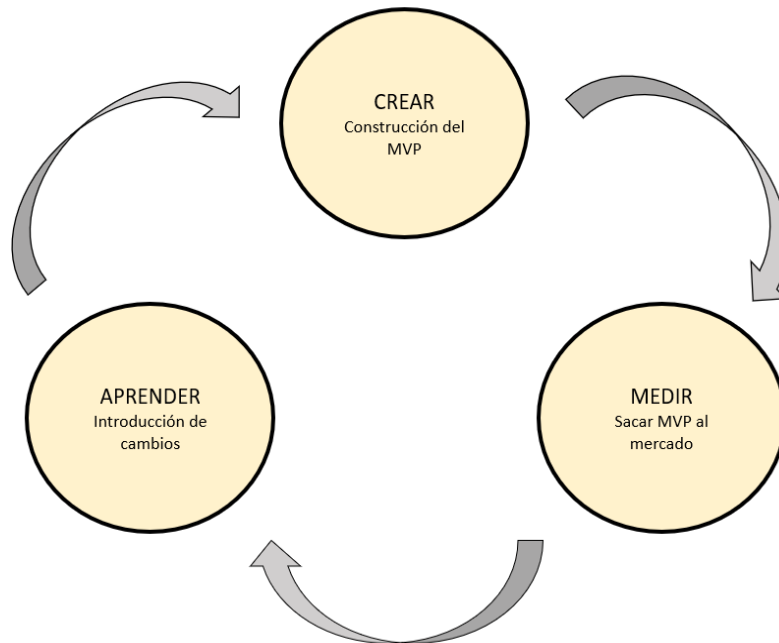 CREAR
Construcción del
MVP
APRENDER
Introducción de
cambios
MEDIR
Sacar MVP al
mercado